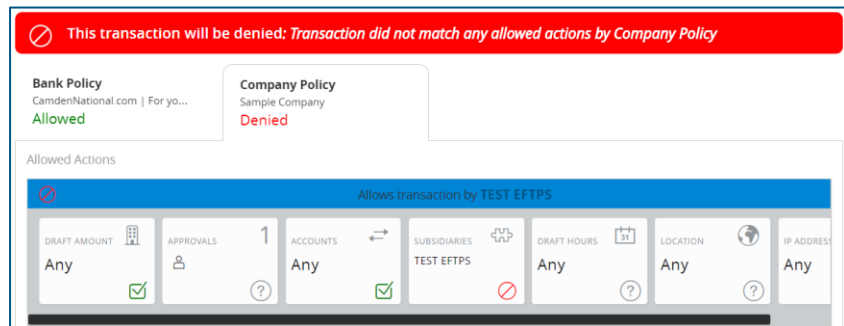 This transaction will be denied: Transaction did not match any allowed actions by Company Policy
Bank Policy
CamdenNational.com | For yo...
Allowed
Company Policy
Sample Company
Denied
Allowed Actions
Allows transaction by TEST EFTPS
DRAFT AMOUNT
Any
APPROVALS
1
ACCOUNTS
Any
SUBSIDIARIES
TEST EFTPS
DRAFT HOURS
31
Any
?
LOCATION
Any
?
IP ADDRESS
Any
?